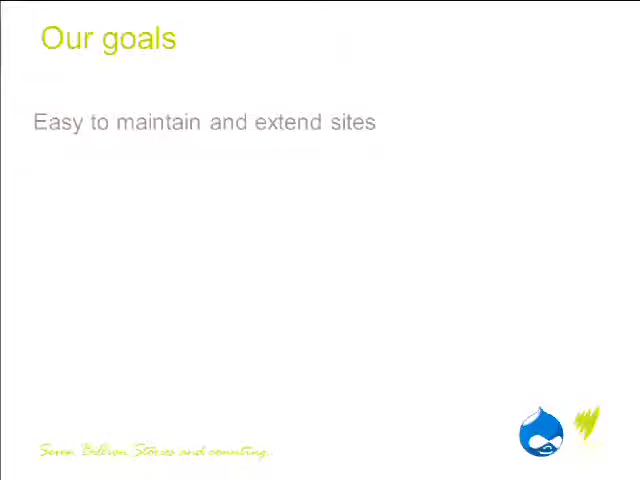 Our goals
Easy to maintain and extend sites
Seven Billion Stories and counting...